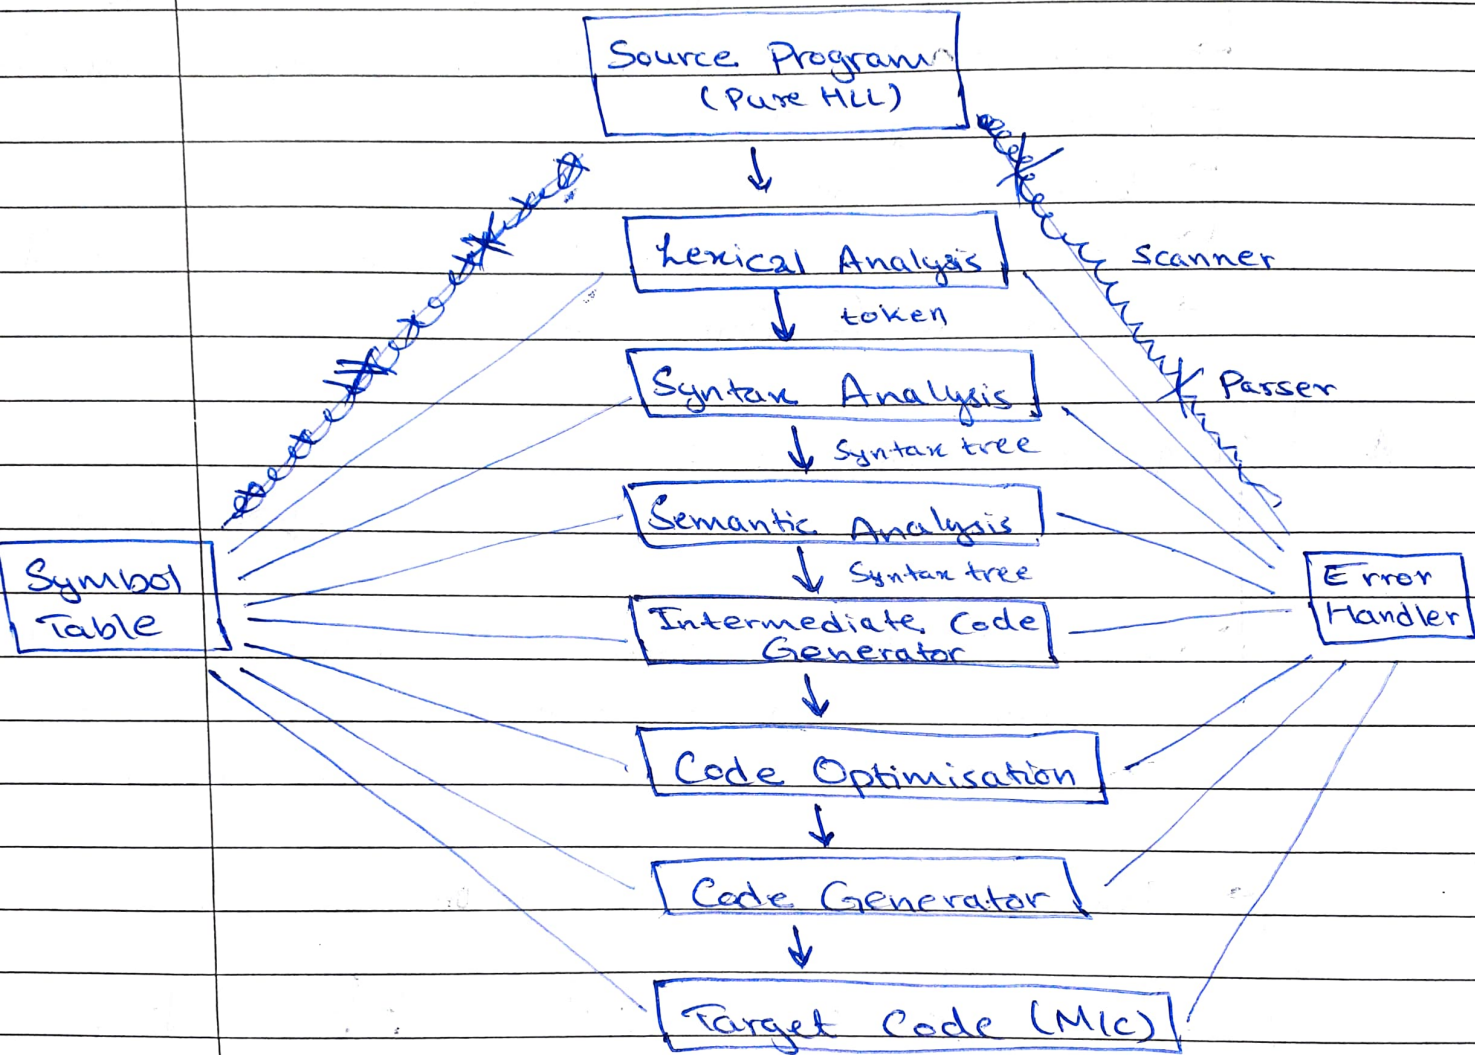 Source Program
(Pure HLL)
Lexical Analysis
Scanner
token
Syntax Analysis
Parser
Syntax tree
Semantic Analysis
Syntax tree
Symbol
Table
Error
Handler
Intermediate Code
Generator
Code Optimisation
Code Generator
Target Code (M/c)